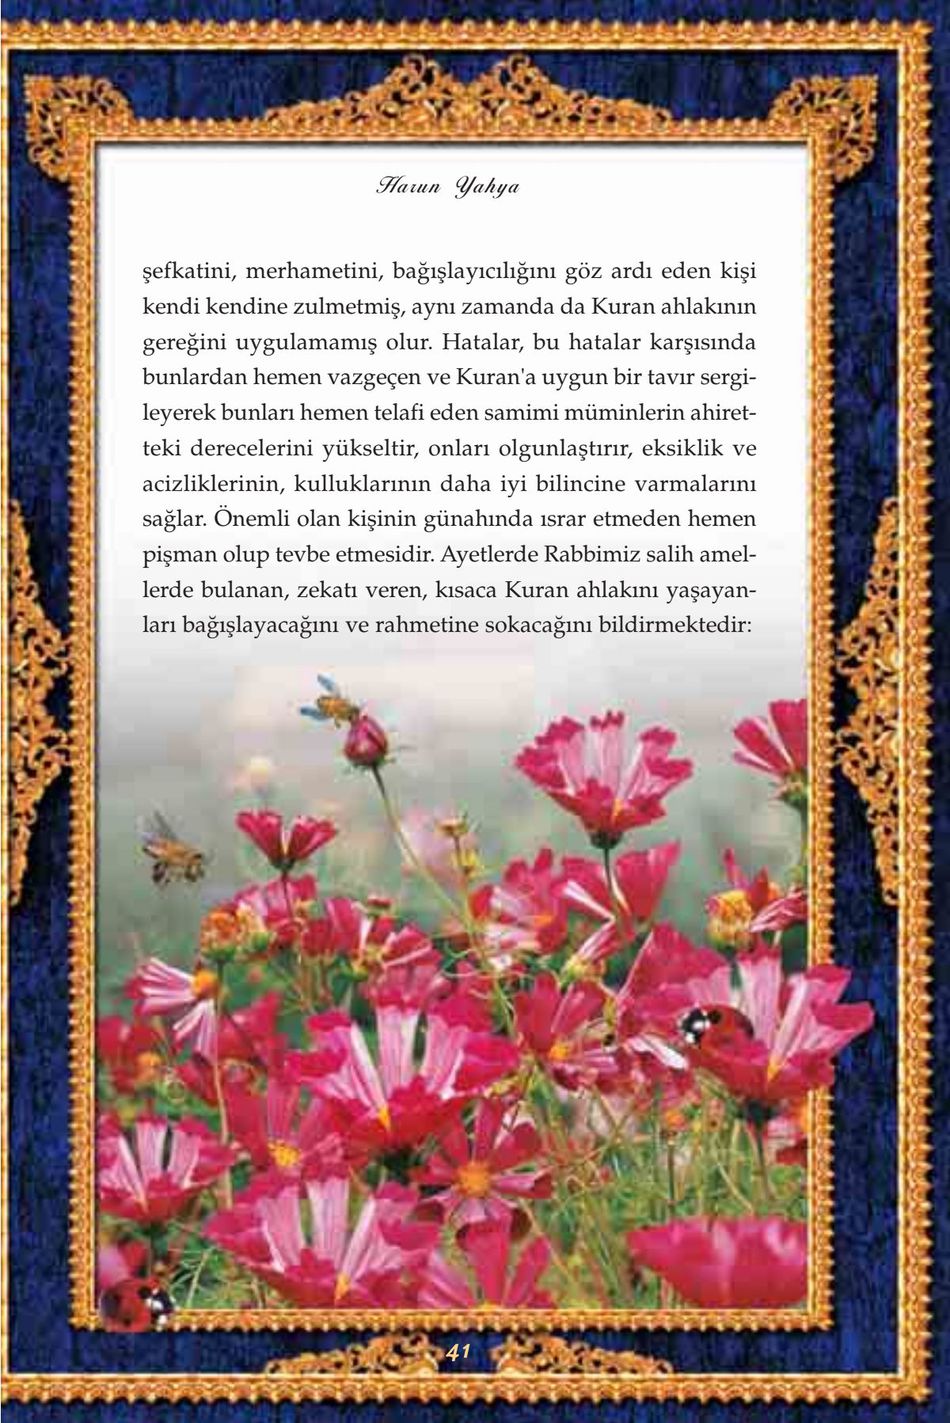 Harun Yahya
şefkatini, merhametini, bağışlayıcılığını göz ardı eden kişi
kendi kendine zulmetmiş, aynı zamanda da Kuran ahlakının
gereğini uygulamamış olur. Hatalar, bu hatalar karşısında
bunlardan hemen vazgeçen ve Kuran'a uygun bir tavır sergi-
leyerek bunları hemen telafi eden samimi müminlerin ahiret-
teki derecelerini yükseltir, onları olgunlaştırır, eksiklik ve
acizliklerinin, kulluklarının daha iyi bilincine varmalarını
sağlar. Önemli olan kişinin günahında ısrar etmeden hemen
pişman olup tevbe etmesidir. Ayetlerde Rabbimiz salih amel-
lerde bulanan, zekatı veren, kısaca Kuran ahlakını yaşayan-
ları bağışlayacağını ve rahmetine sokacağını bildirmektedir:
41